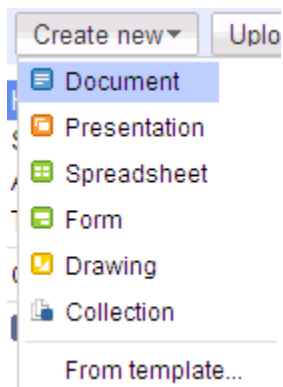 Create new Uplo
Document
Presentation
Spreadsheet
Form
Drawing
Collection
From template...